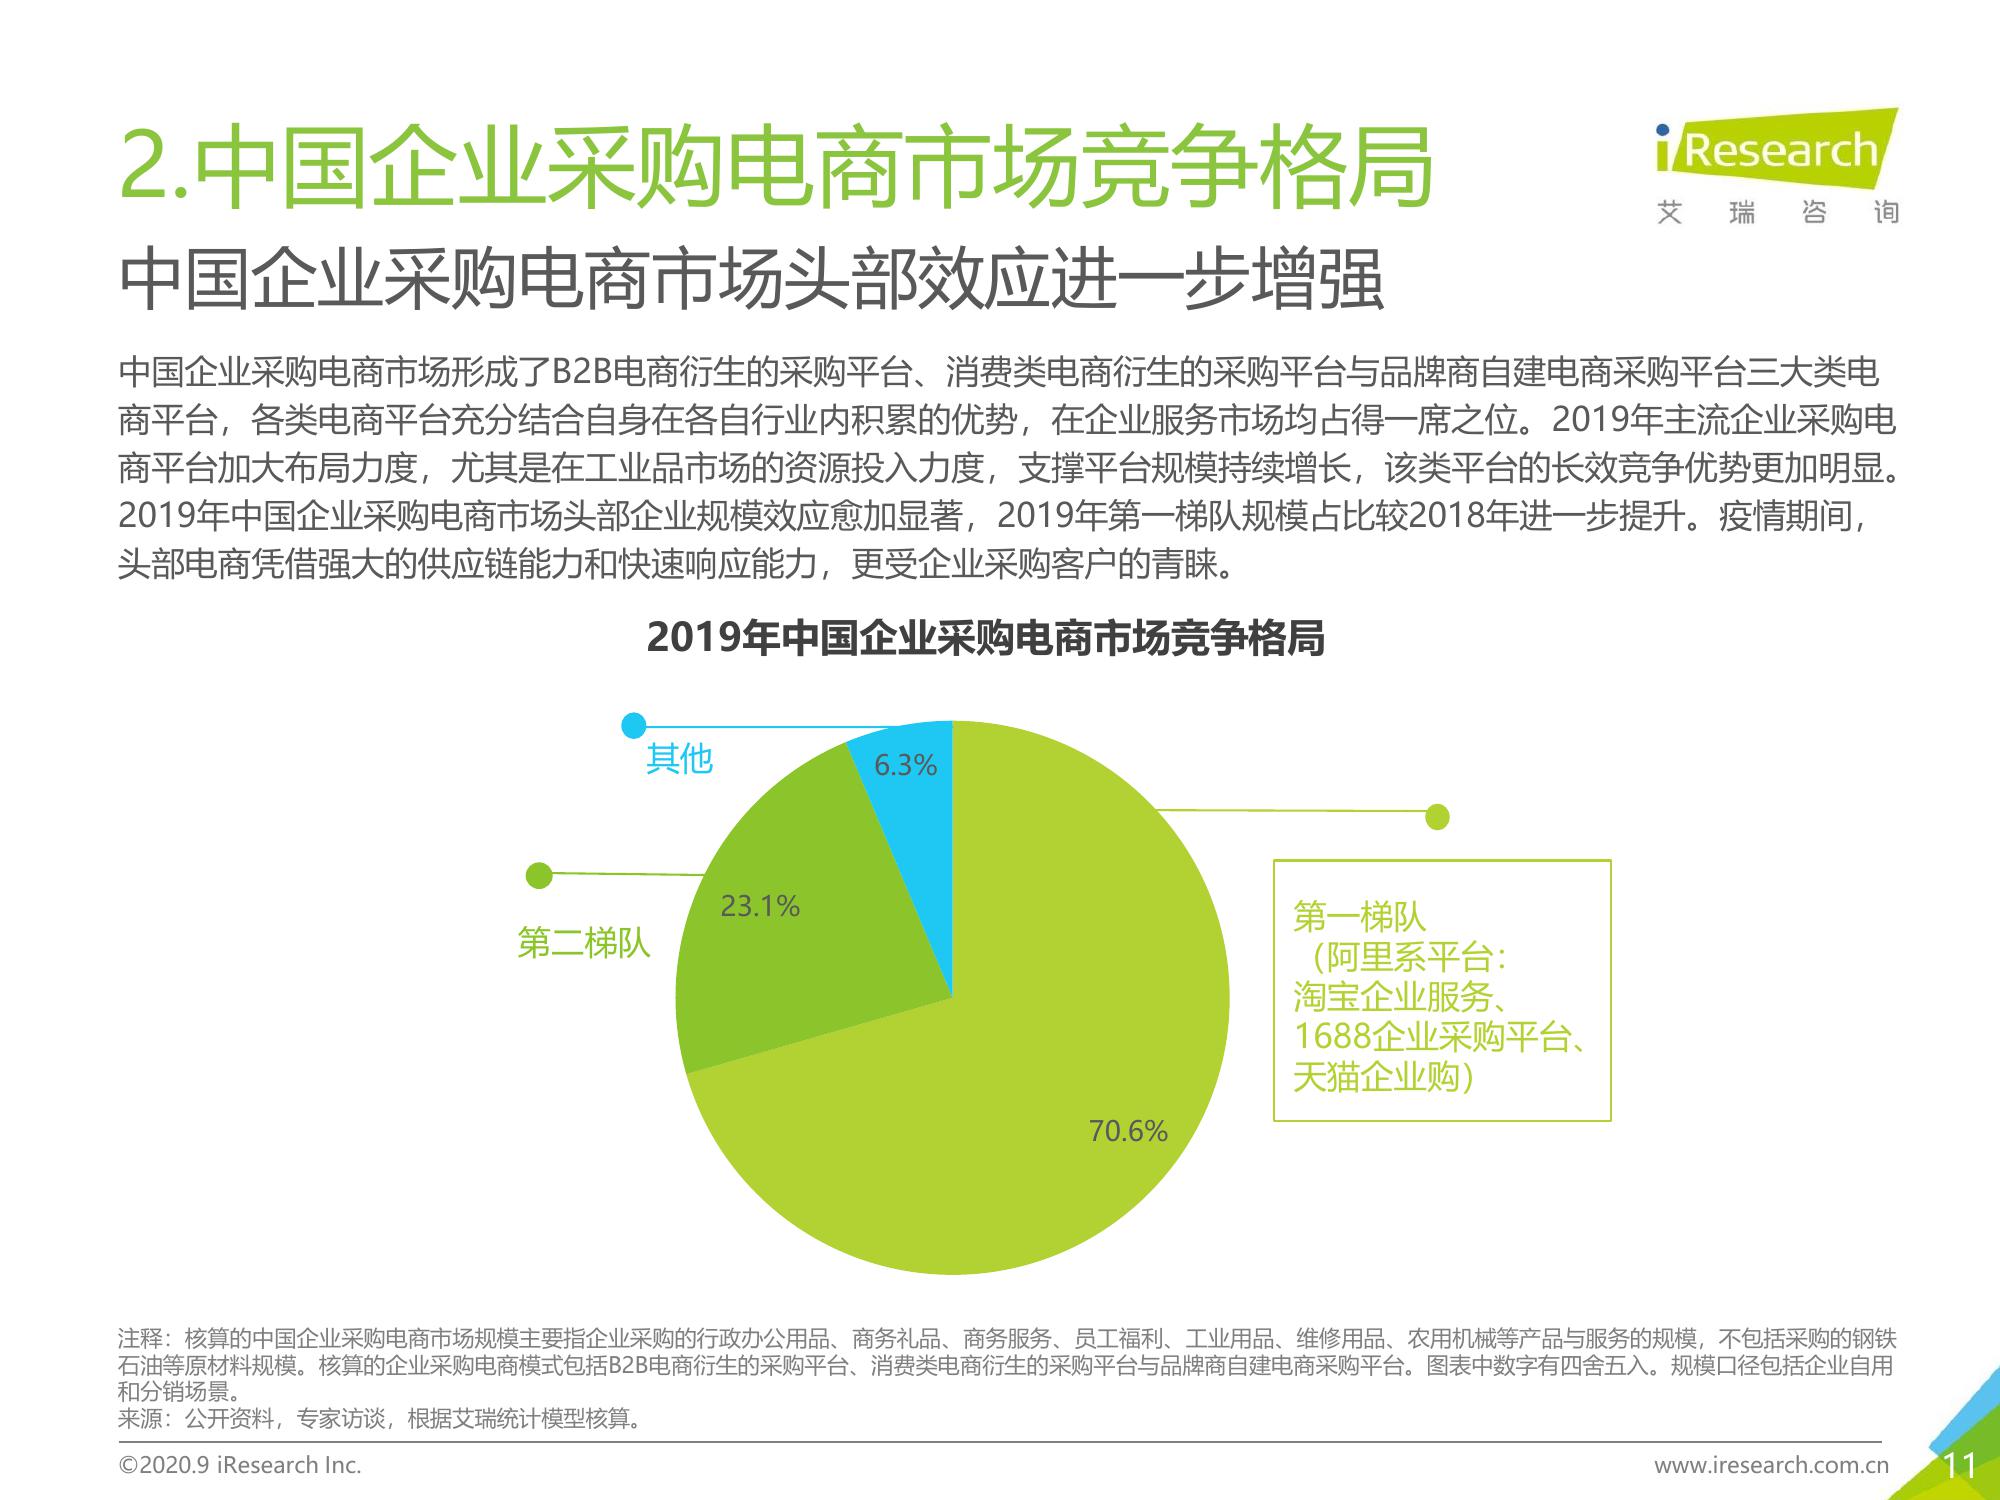 2.中国企业采购电商市场竞争格局
iResearch
艾瑞咨询
中国企业采购电商市场头部效应进一步增强
中国企业采购电商市场形成了B2B电商衍生的采购平台、消费类电商衍生的采购平台与品牌商自建电商采购平台三大类电
商平台，各类电商平台充分结合自身在各自行业内积累的优势，在企业服务市场均占得一席之位。2019年主流企业采购电
商平台加大布局力度，尤其是在工业品市场的资源投入力度，支撑平台规模持续增长，该类平台的长效竞争优势更加明显。
2019年中国企业采购电商市场头部企业规模效应愈加显著，2019年第一梯队规模占比较2018年进一步提升。疫情期间，
头部电商凭借强大的供应链能力和快速响应能力，更受企业采购客户的青睐。
2019年中国企业采购电商市场竞争格局
其他
6.3%
23.1%
第二梯队
第一梯队
（阿里系平台：
淘宝企业服务、
1688企业采购平台、
天猫企业购）
70.6%
注释：核算的中国企业采购电商市场规模主要指企业采购的行政办公用品、商务礼品、商务服务、员工福利、工业用品、维修用品、农用机械等产品与服务的规模，不包括采购的钢铁
石油等原材料规模。核算的企业采购电商模式包括B2B电商衍生的采购平台、消费类电商衍生的采购平台与品牌商自建电商采购平台。图表中数字有四舍五入。规模口径包括企业自用
和分销场景。
来源：公开资料，专家访谈，根据艾瑞统计模型核算。
©2020.9 iResearch Inc.
www.iresearch.com.cn
11